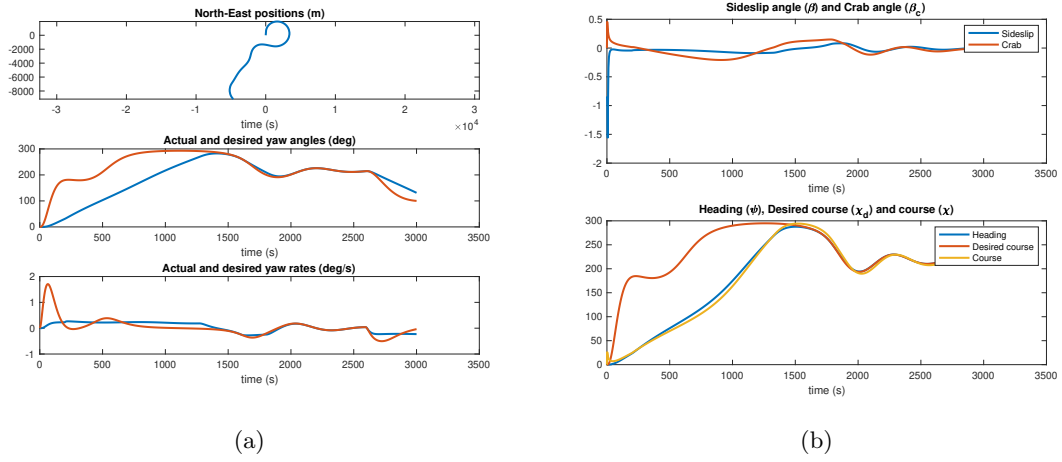 North-East positions (m)
0
-2000
-4000
-6000
-8000
-3 -2 -1 0 1 2 3
time (s)
×10⁴
Actual and desired yaw angles (deg)
300
200
100
0
0 500 1000 1500 2000 2500 3000 3500
time (s)
Actual and desired yaw rates (deg/s)
2
1
0
-1
0 500 1000 1500 2000 2500 3000 3500
time (s)
(a)
Sideslip angle (β) and Crab angle (β_c)
0.5
0
-0.5
-1
-1.5
-2
Sideslip
Crab
0 500 1000 1500 2000 2500 3000 3500
time (s)
Heading (ψ), Desired course (χ_d) and course (χ)
300
250
200
150
100
50
0
Heading
Desired course
Course
0 500 1000 1500 2000 2500 3000 3500
time (s)
(b)